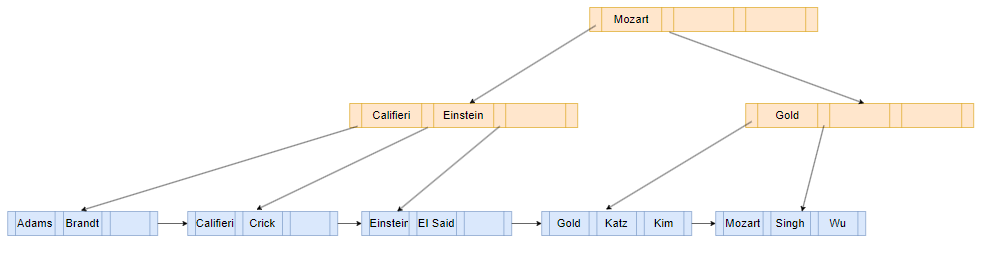 Mozart
Califieri Einstein Gold
Adams Brandt Califieri Crick Einstein El Said Gold Katz Kim Mozart Singh Wu